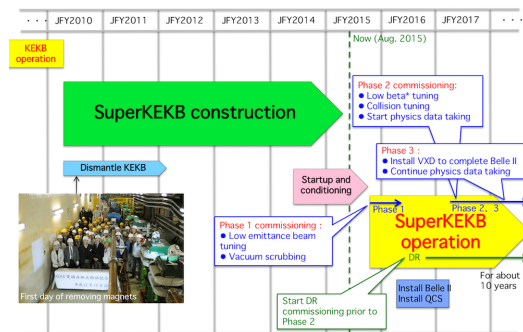 · · · JFY2010 JFY2011 JFY2012 JFY2013 JFY2014 JFY2015 JFY2016 JFY2017 · · ·
Now (Aug. 2015)
KEKB
operation
SuperKEKB construction
Phase 2 commissioning:
● Low beta* tuning
● Collision tuning
● Start physics data taking
Phase 3 :
● Install VXD to complete Belle II
● Continue physics data taking
Dismantle KEKB
Startup and
conditioning
Phase 1
Phase 2, 3
Phase 1 commissioning :
● Low emittance beam
tuning
● Vacuum scrubbing
SuperKEKB
operation
DR
First day of removing magnets
Start DR
commissioning prior to
Phase 2
Install Belle II
Install QCS
For about
10 years